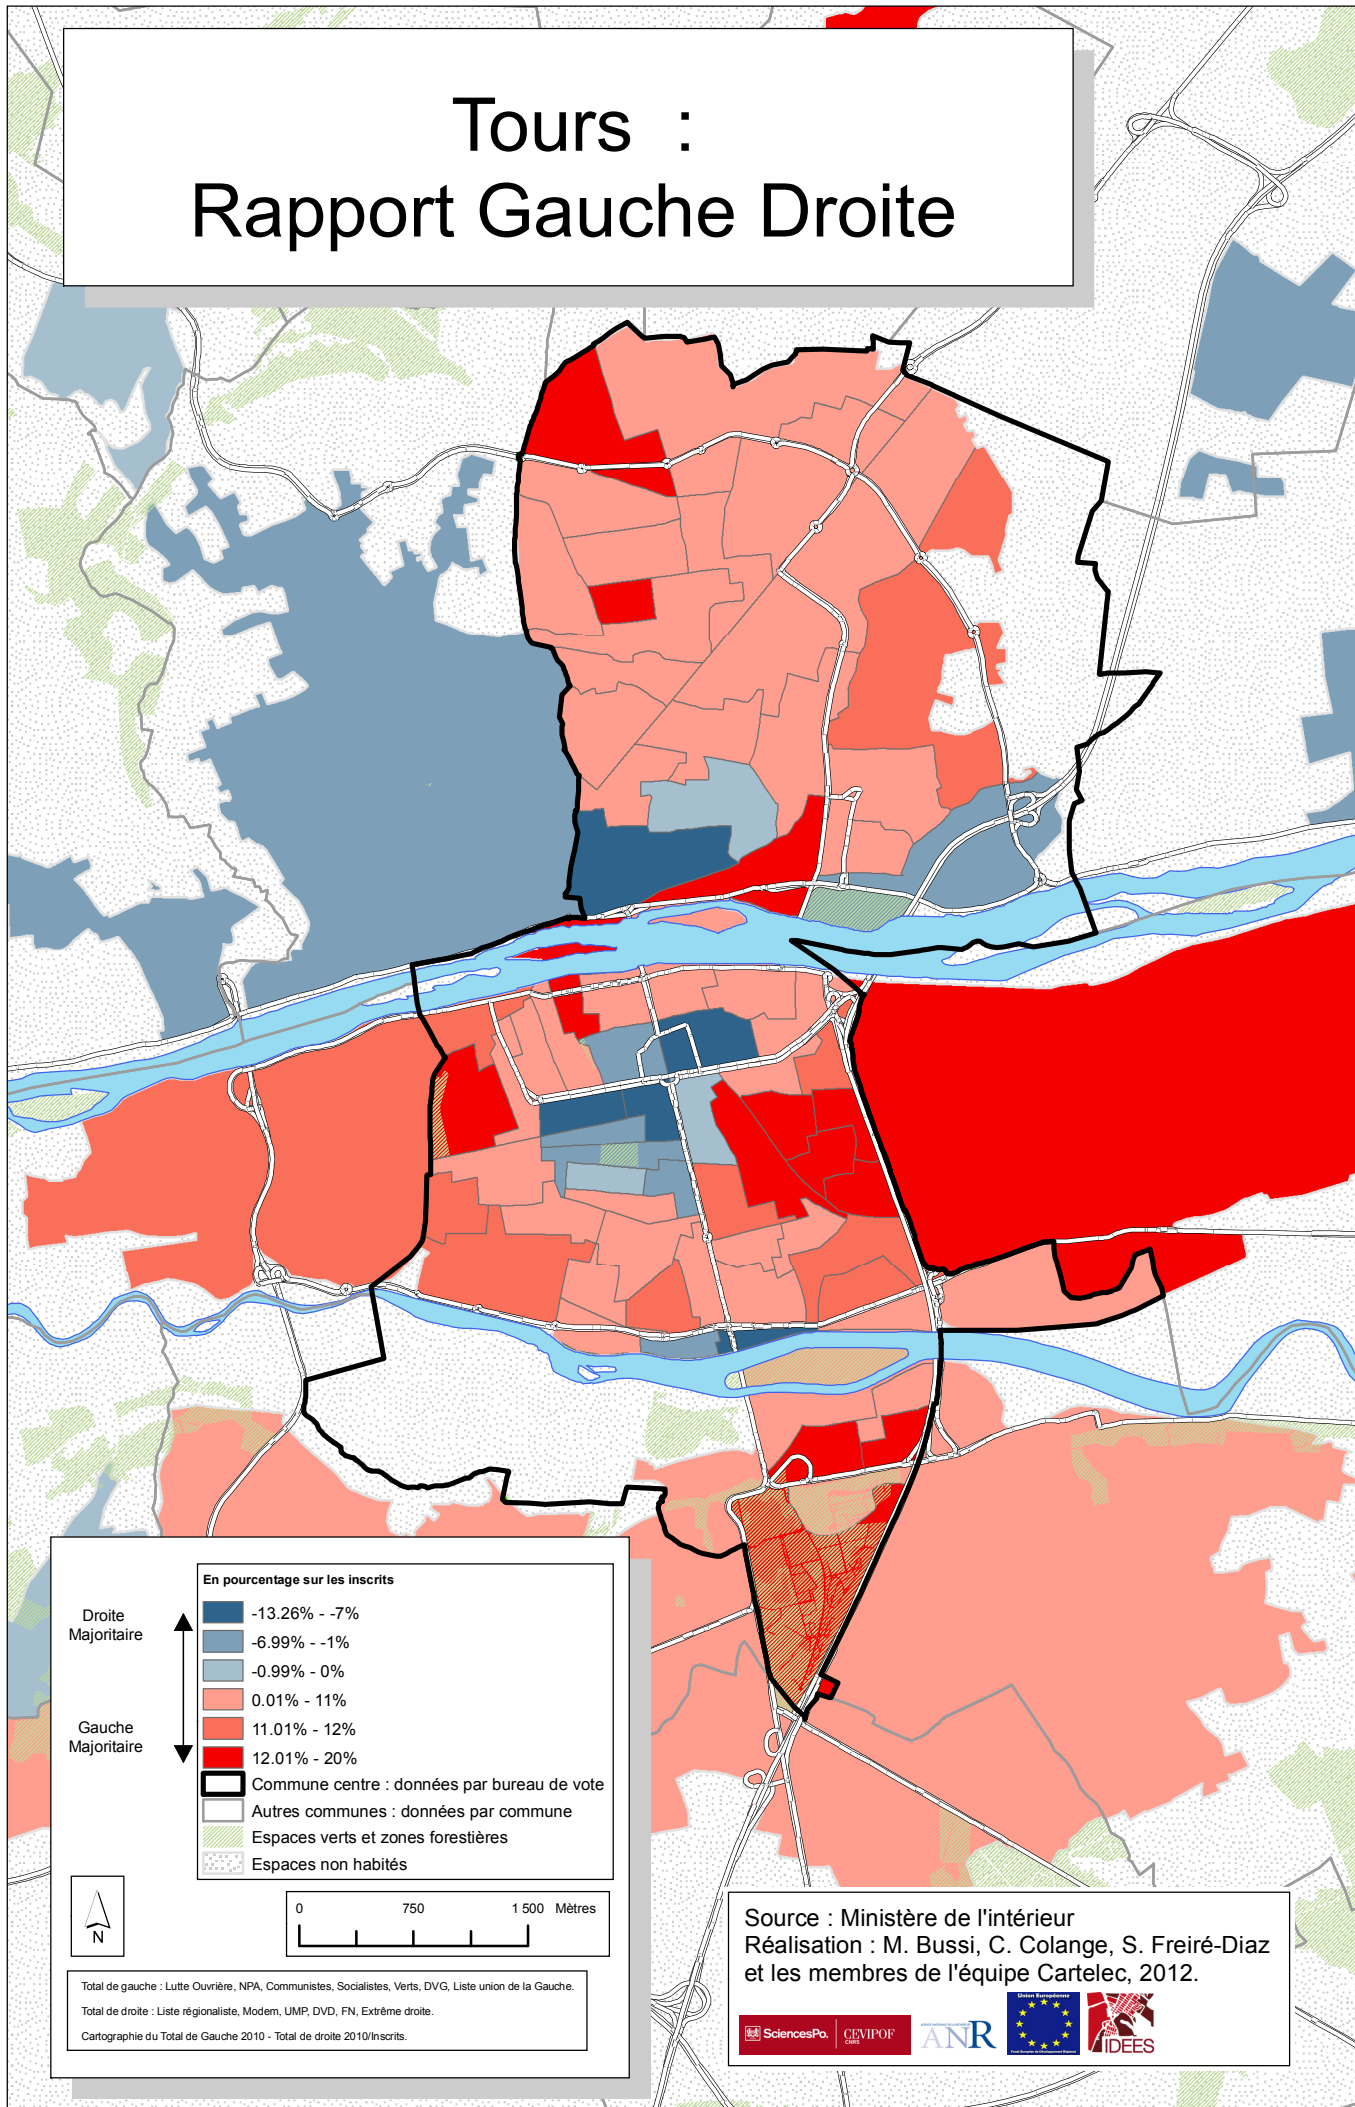 Tours :
Rapport Gauche Droite
En pourcentage sur les inscrits
Droite
Majoritaire
Gauche
Majoritaire
-13.26% - -7%
-6.99% - -1%
-0.99% - 0%
0.01% - 11%
11.01% - 12%
12.01% - 20%
Commune centre : données par bureau de vote
Autres communes : données par commune
Espaces verts et zones forestières
Espaces non habités
N
0 750 1 500 Mètres
Total de gauche : Lutte Ouvrière, NPA, Communistes, Socialistes, Verts, DVG, Liste union de la Gauche.
Total de droite : Liste régionaliste, Modem, UMP, DVD, FN, Extrême droite.
Cartographie du Total de Gauche 2010 - Total de droite 2010/Inscrits.
Source : Ministère de l'intérieur
Réalisation : M. Bussi, C. Colange, S. Freiré-Diaz
et les membres de l'équipe Cartelec, 2012.
SciencesPo.
CEVIPOF
CNRS
ANR
Union Européenne
IDEES